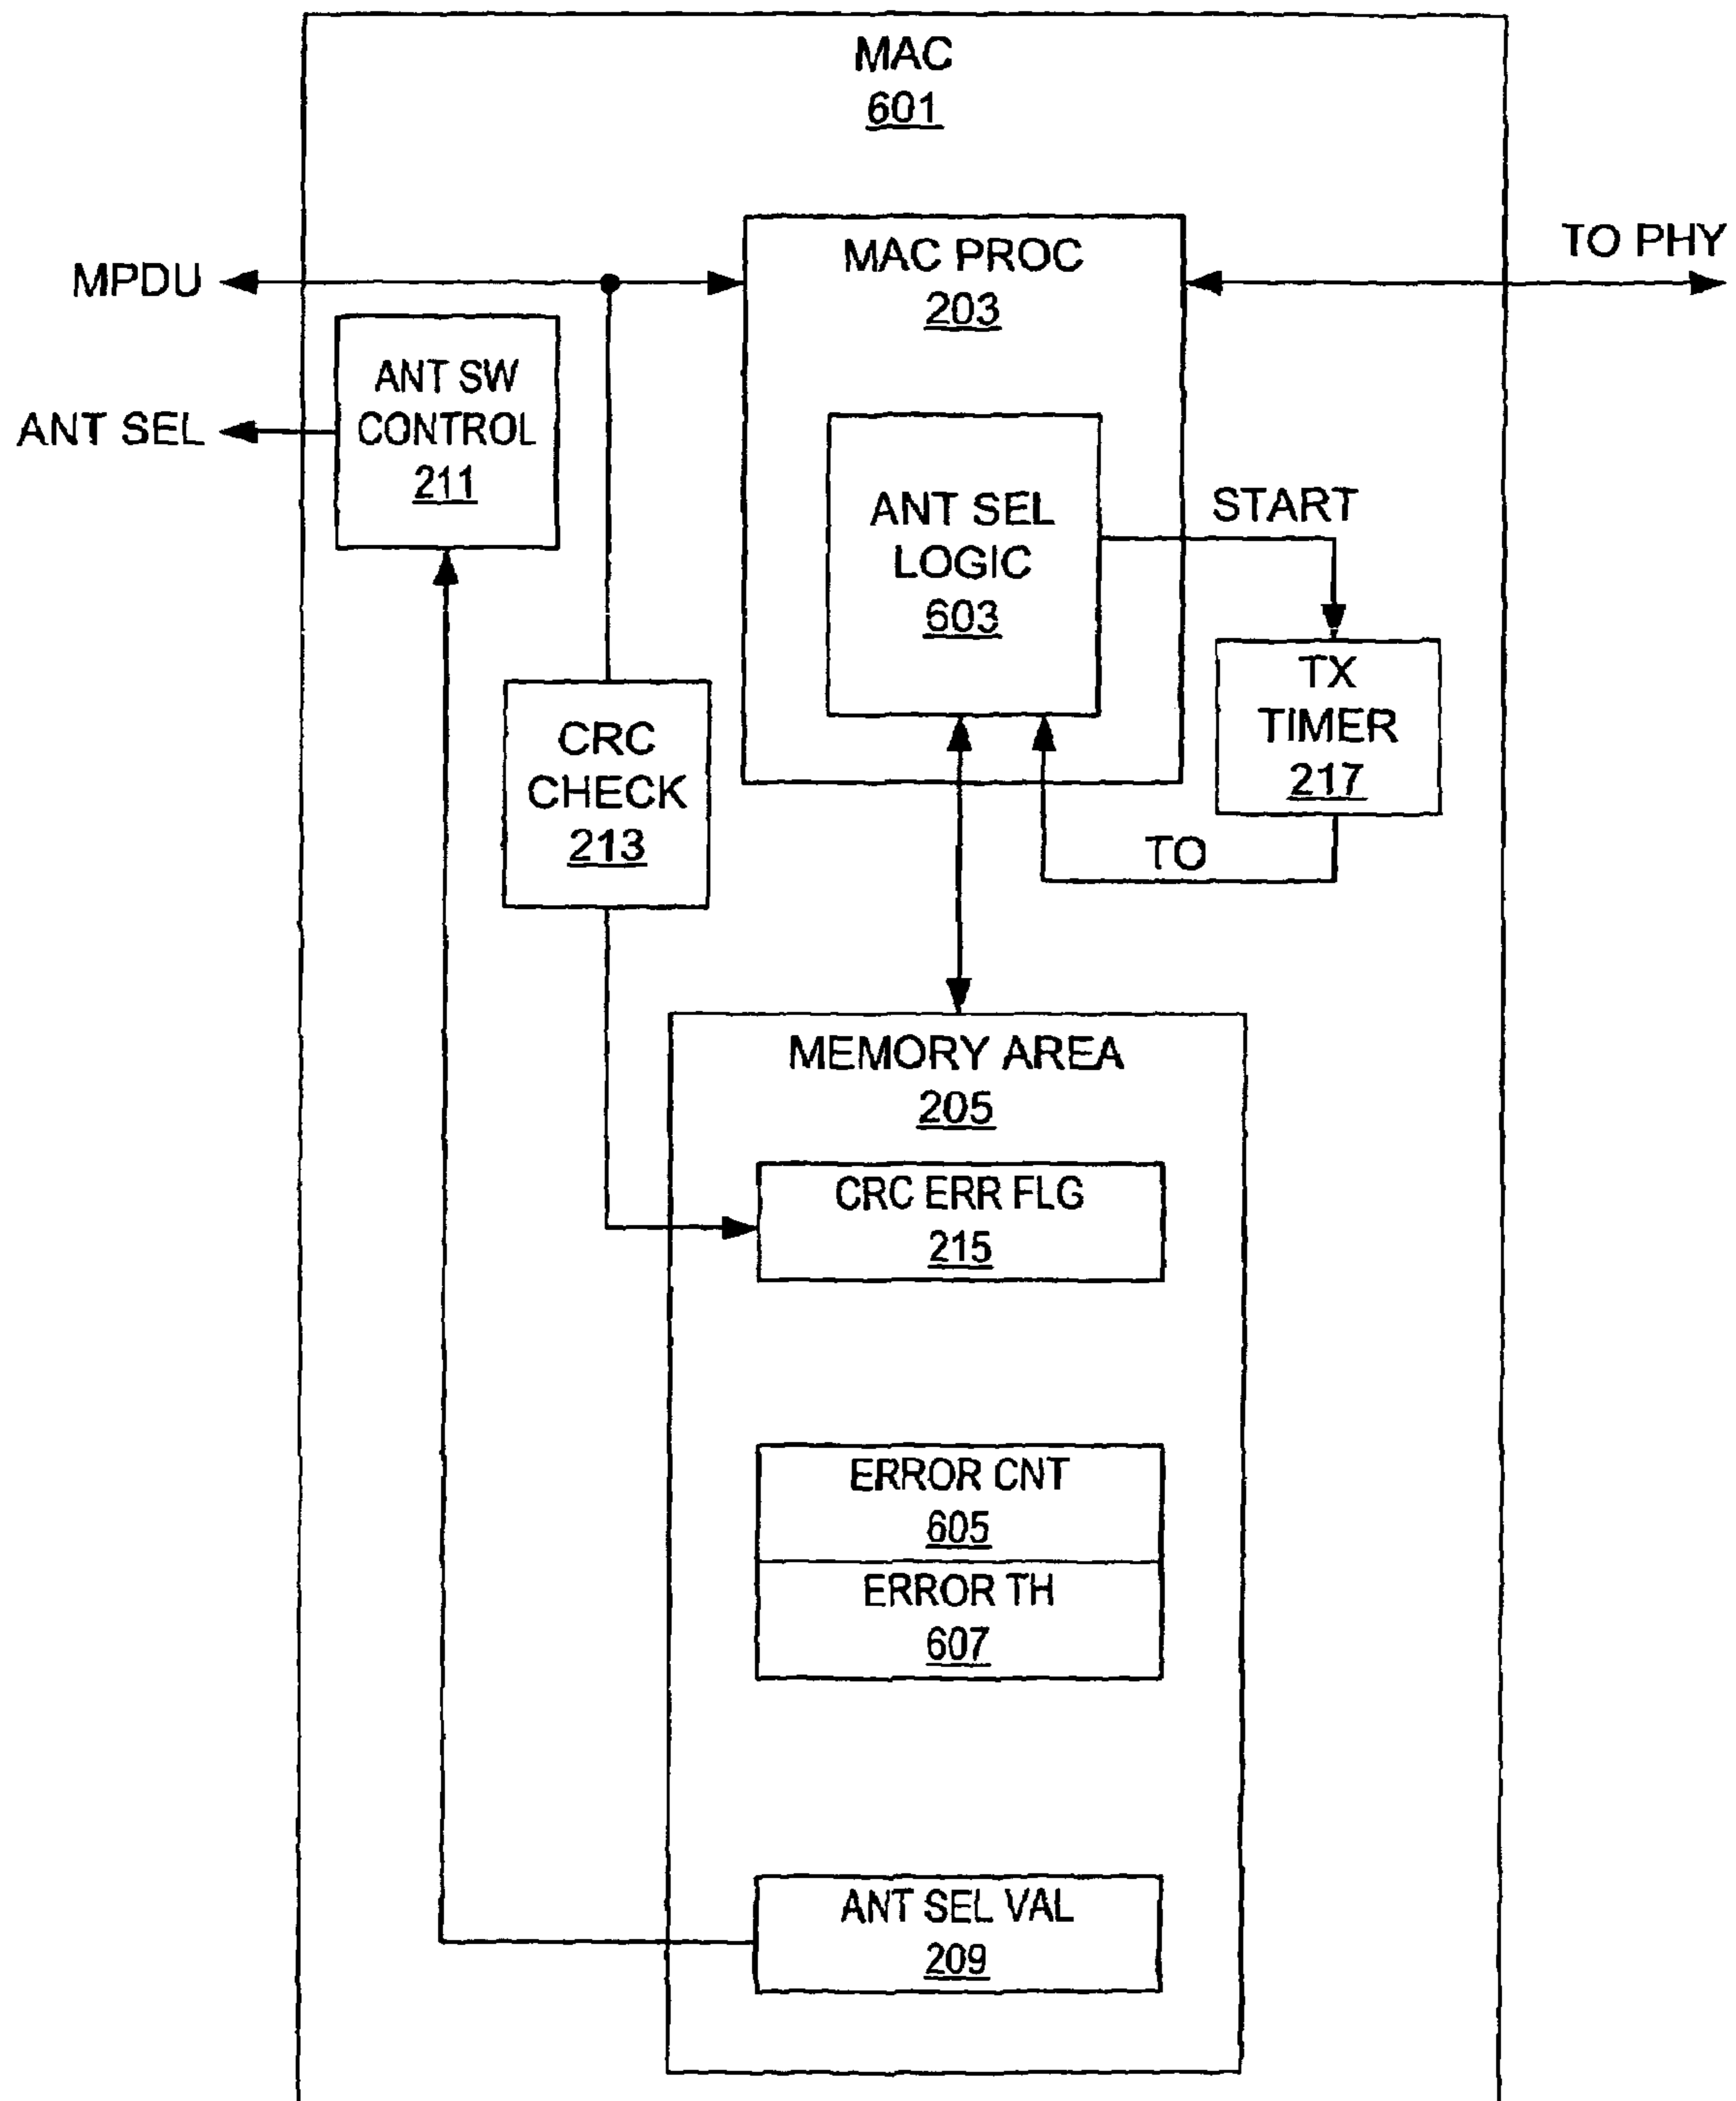 MAC
601
TO PHY
MPDU
MAC PROC
203
ANT SW
CONTROL
211
ANT SEL
ANT SEL
LOGIC
603
START
TX
TIMER
217
CRC
CHECK
213
TO
MEMORY AREA
205
CRC ERR FLG
215
ERROR CNT
605
ERROR TH
607
ANT SEL VAL
209